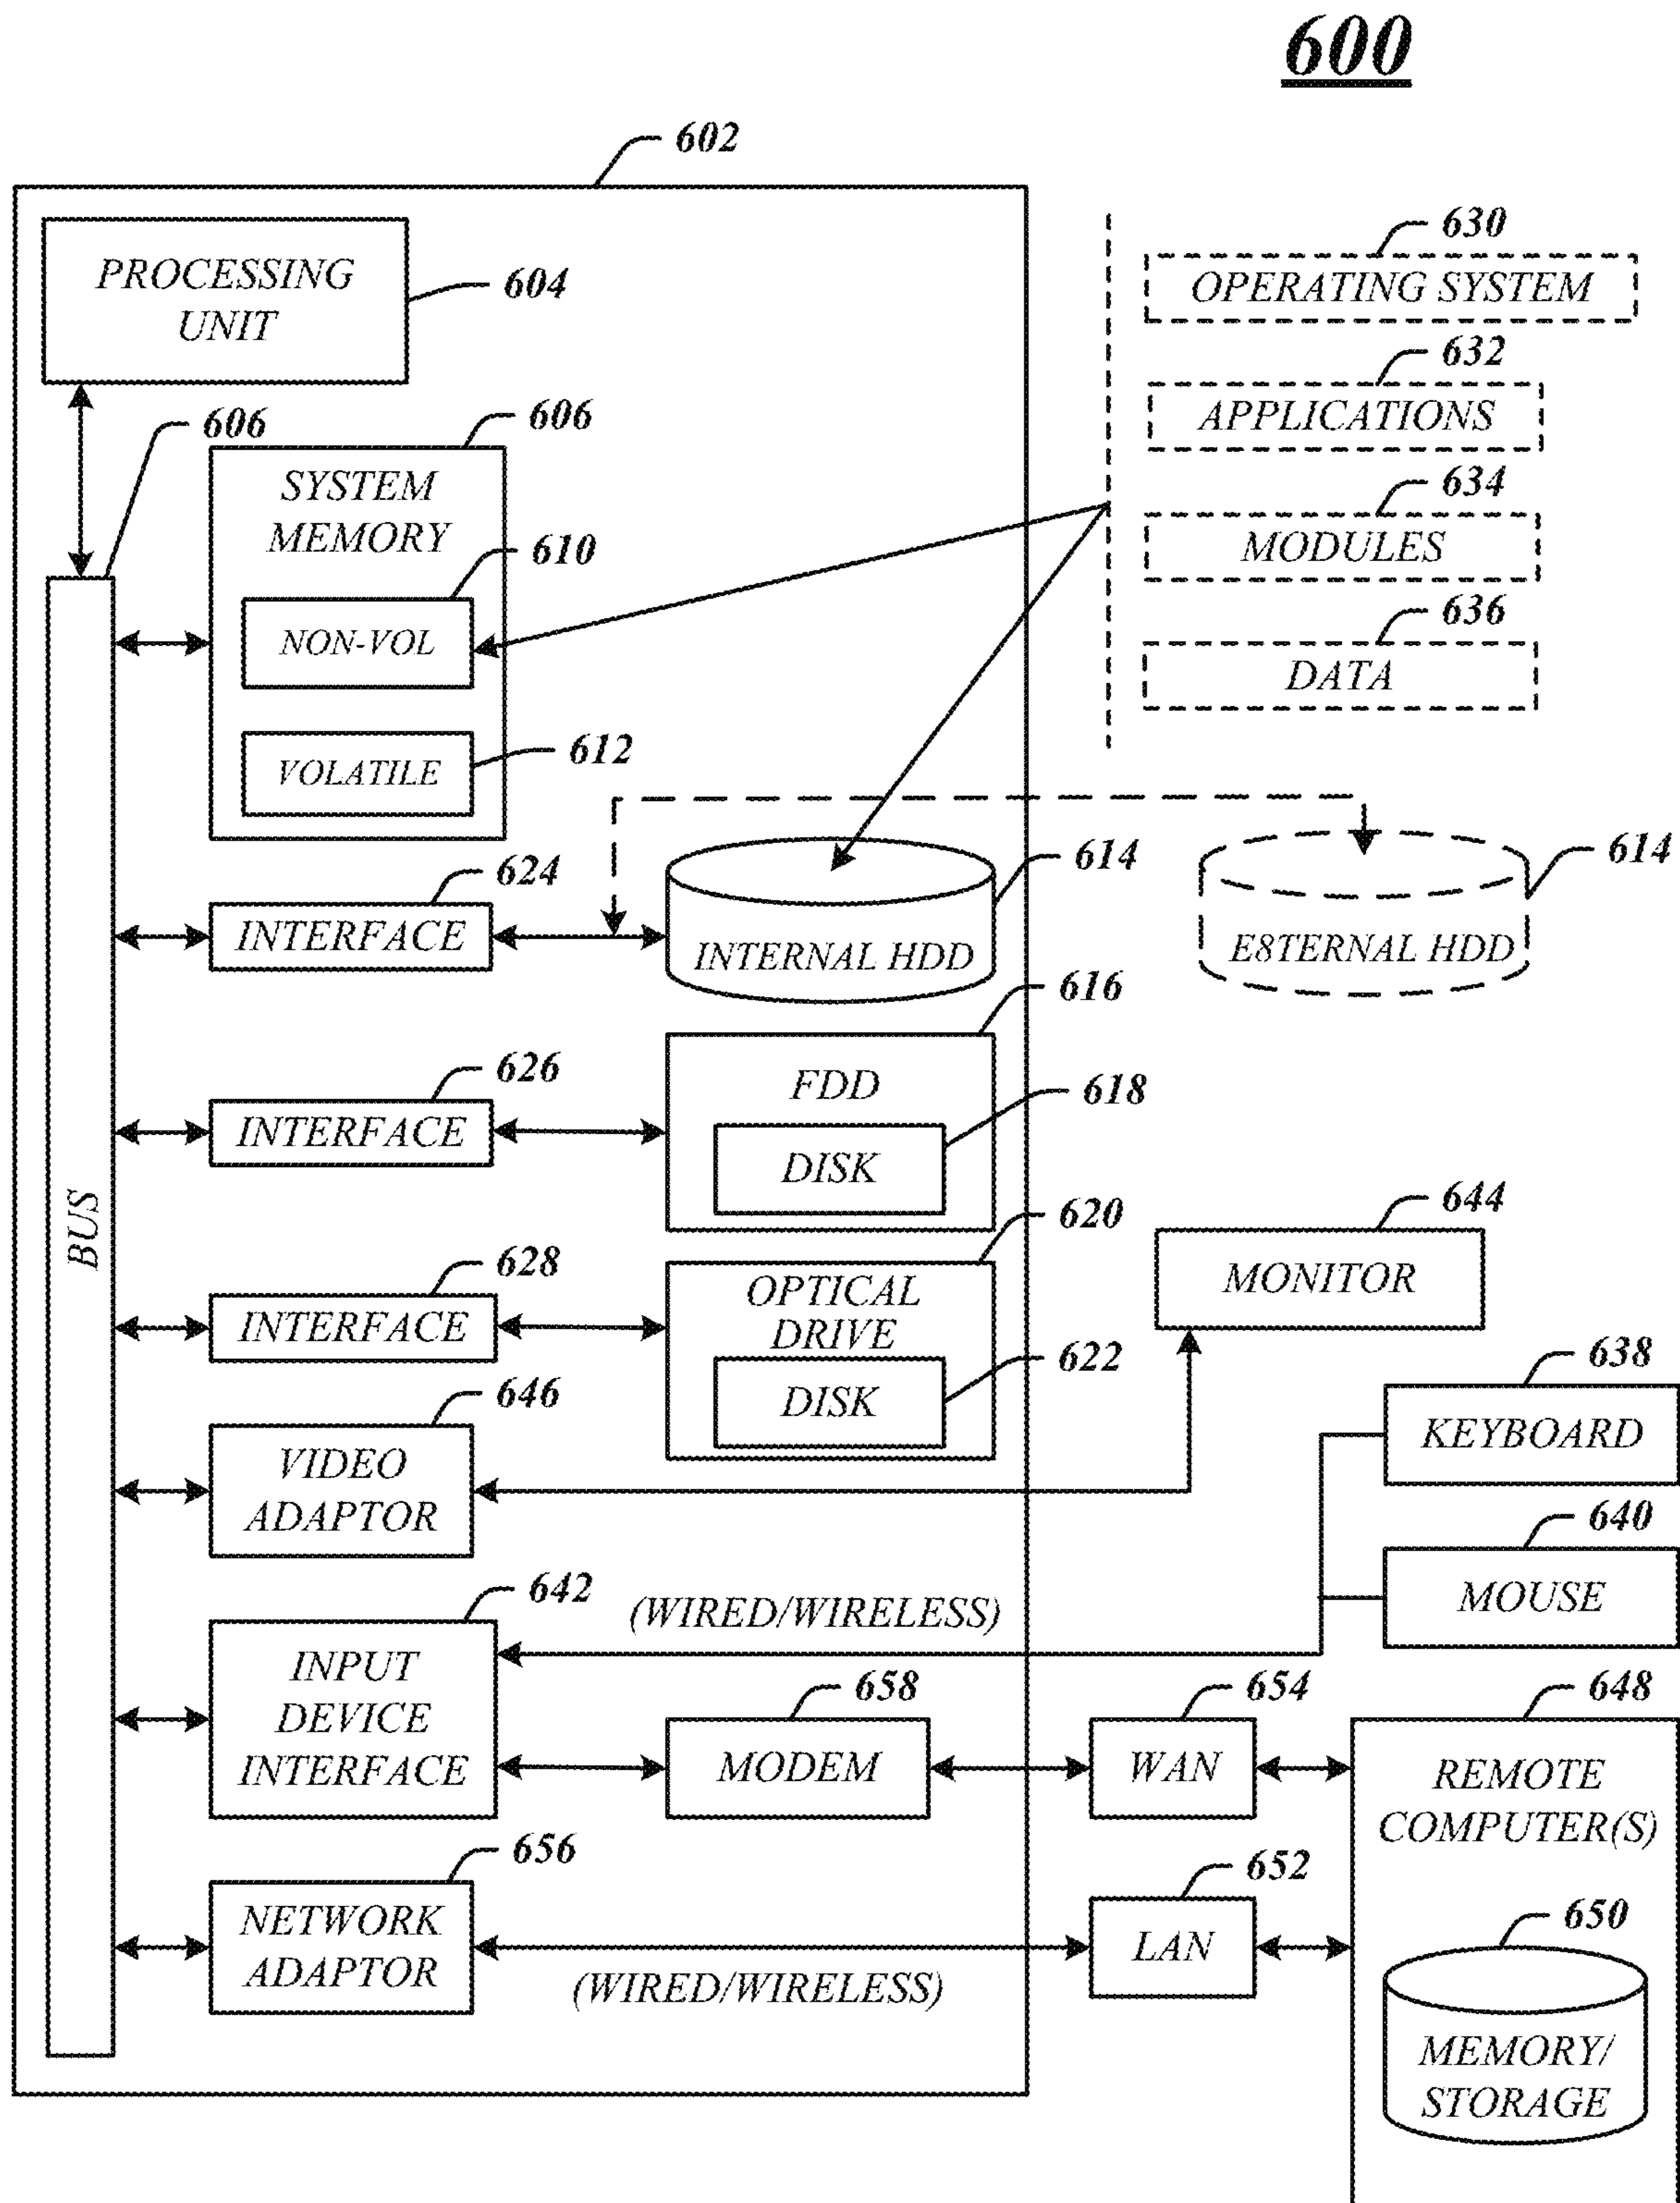 600
602
PROCESSING
UNIT
604
630
OPERATING SYSTEM
632
APPLICATIONS
634
MODULES
636
DATA
606
606
SYSTEM
MEMORY
610
NON-VOL
612
VOLATILE
624
INTERFACE
614
INTERNAL HDD
614
E8TERNAL HDD
616
FDD
626
INTERFACE
618
DISK
BUS
620
OPTICAL
DRIVE
628
INTERFACE
622
DISK
644
MONITOR
638
KEYBOARD
646
VIDEO
ADAPTOR
640
MOUSE
642
(WIRED/WIRELESS)
INPUT
DEVICE
INTERFACE
658
MODEM
654
WAN
648
REMOTE
COMPUTER(S)
656
NETWORK
ADAPTOR
(WIRED/WIRELESS)
652
LAN
650
MEMORY/
STORAGE